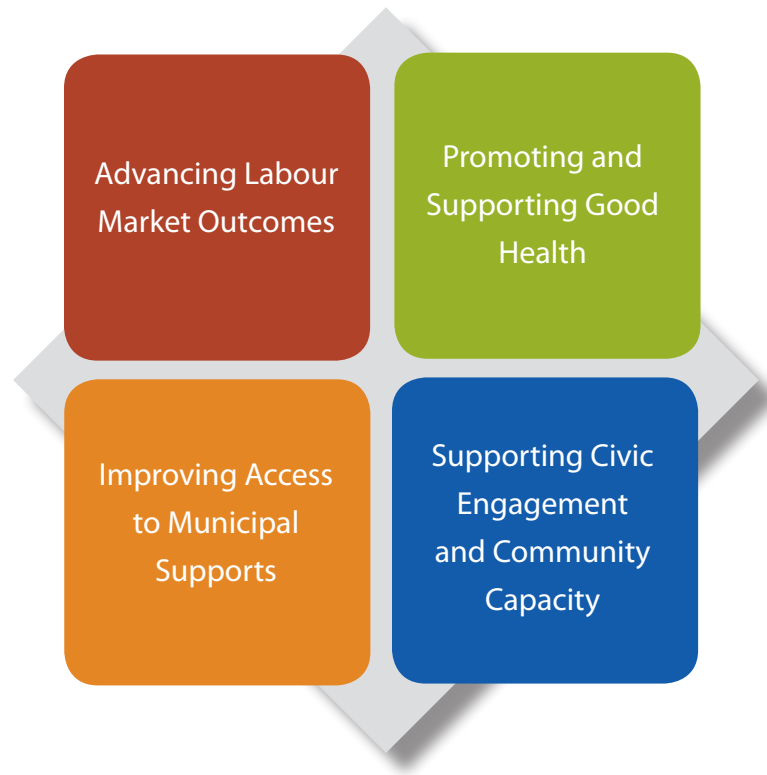 Advancing Labour
Market Outcomes
Promoting and
Supporting Good
Health
Improving Access
to Municipal
Supports
Supporting Civic
Engagement
and Community
Capacity